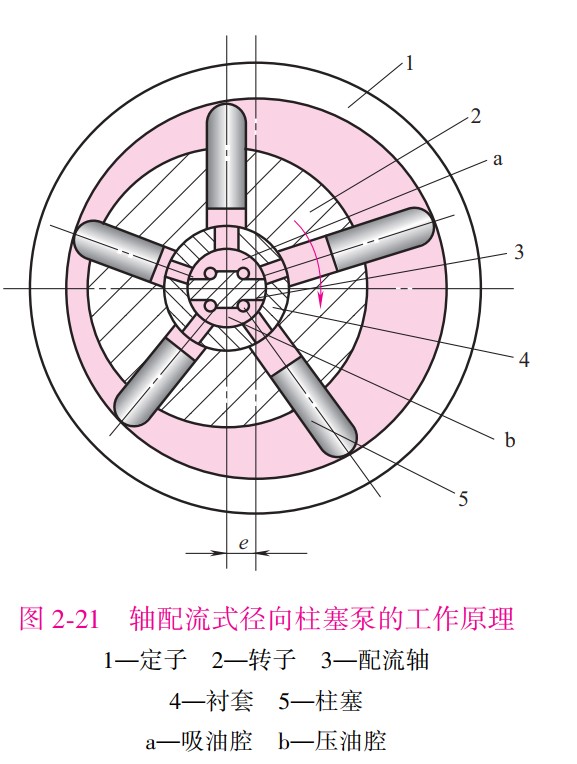 1
2
a
3
4
b
5
e
图 2-21 轴配流式径向柱塞泵的工作原理
1—定子 2—转子 3—配流轴
4—衬套 5—柱塞
a—吸油腔 b—压油腔